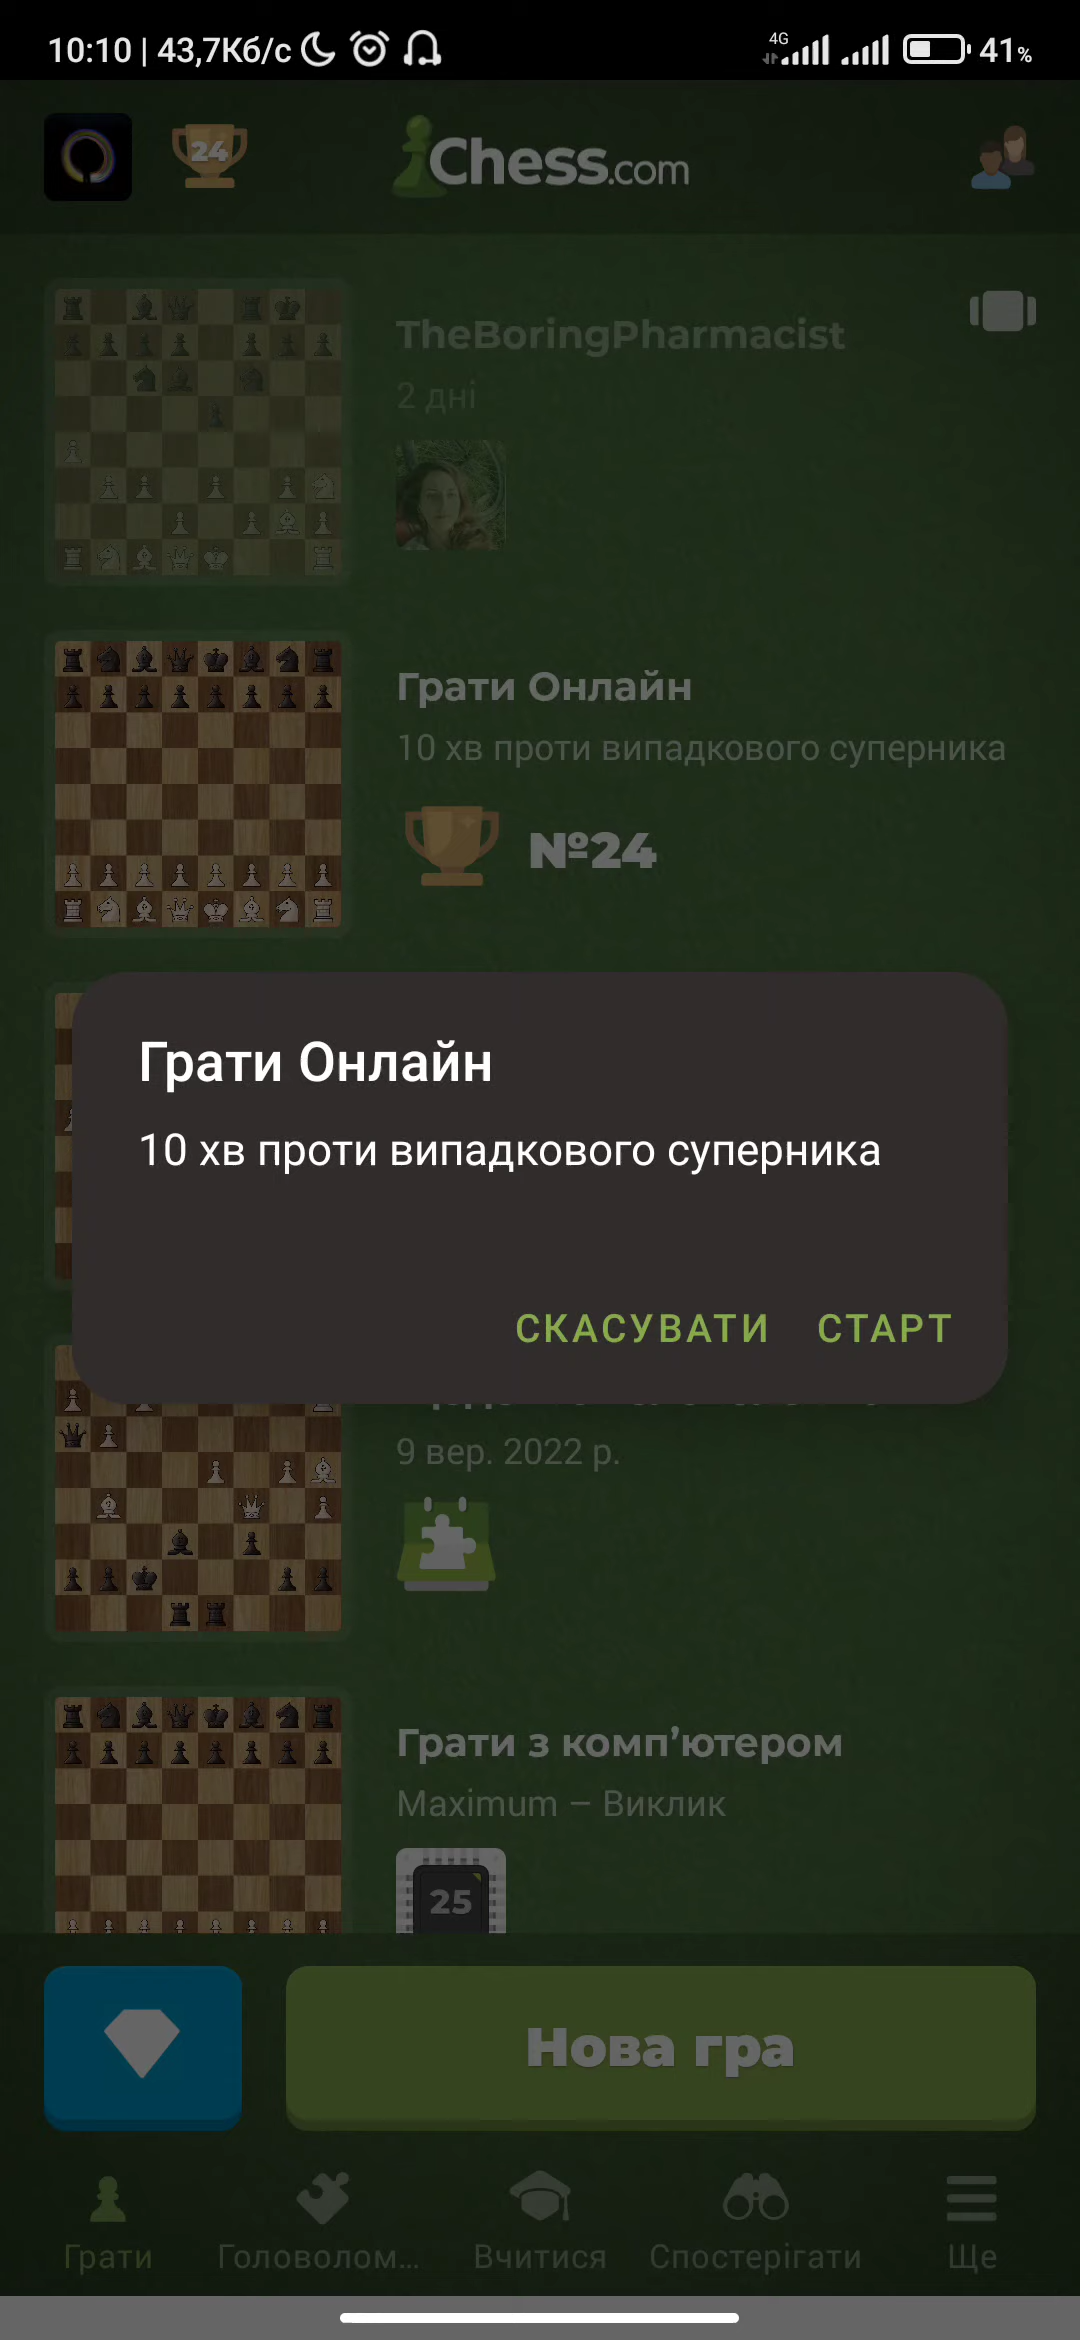 10:10 | 43,7Кб/с
4G
41%
24
Chess.com
TheBoringPharmacist
2 дні
Грати Онлайн
10 хв проти випадкового суперника
№24
Грати Онлайн
10 хв проти випадкового суперника
СКАСУВАТИ СТАРТ
9 вер. 2022 р.
Грати з комп’ютером
Maximum – Виклик
25
Нова гра
Грати
Головолом...
Вчитися
Спостерігати
Ще